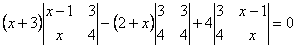 (x+3)|x−1 3; x 4|−(2+x)|3 3; 4 4|+4|3 x−1; 4 x|=0